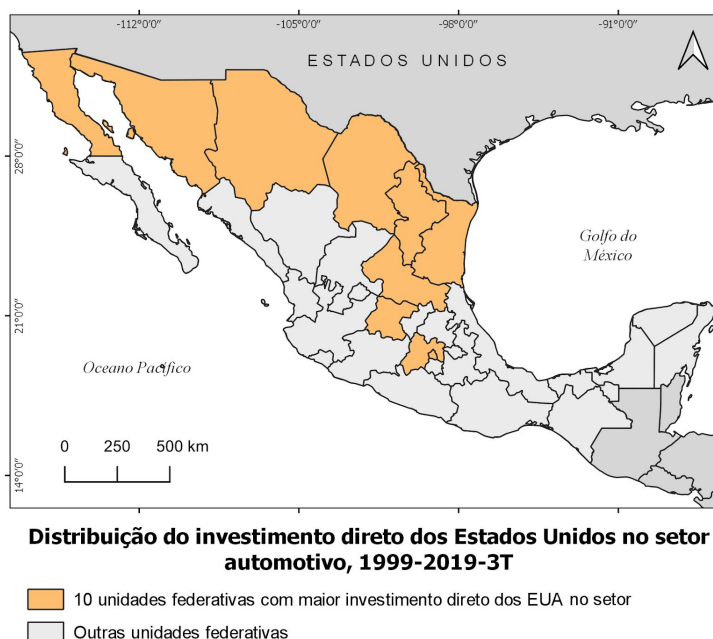 -112°0'0"
-105°0'0"
-98°0'0"
-91°0'0"
ESTADOS UNIDOS
28°0'0"
Golfo do
México
21°0'0"
Oceano Pacífico
0 250 500 km
14°0'0"
Distribuição do investimento direto dos Estados Unidos no setor
automotivo, 1999-2019-3T
10 unidades federativas com maior investimento direto dos EUA no setor
Outras unidades federativas